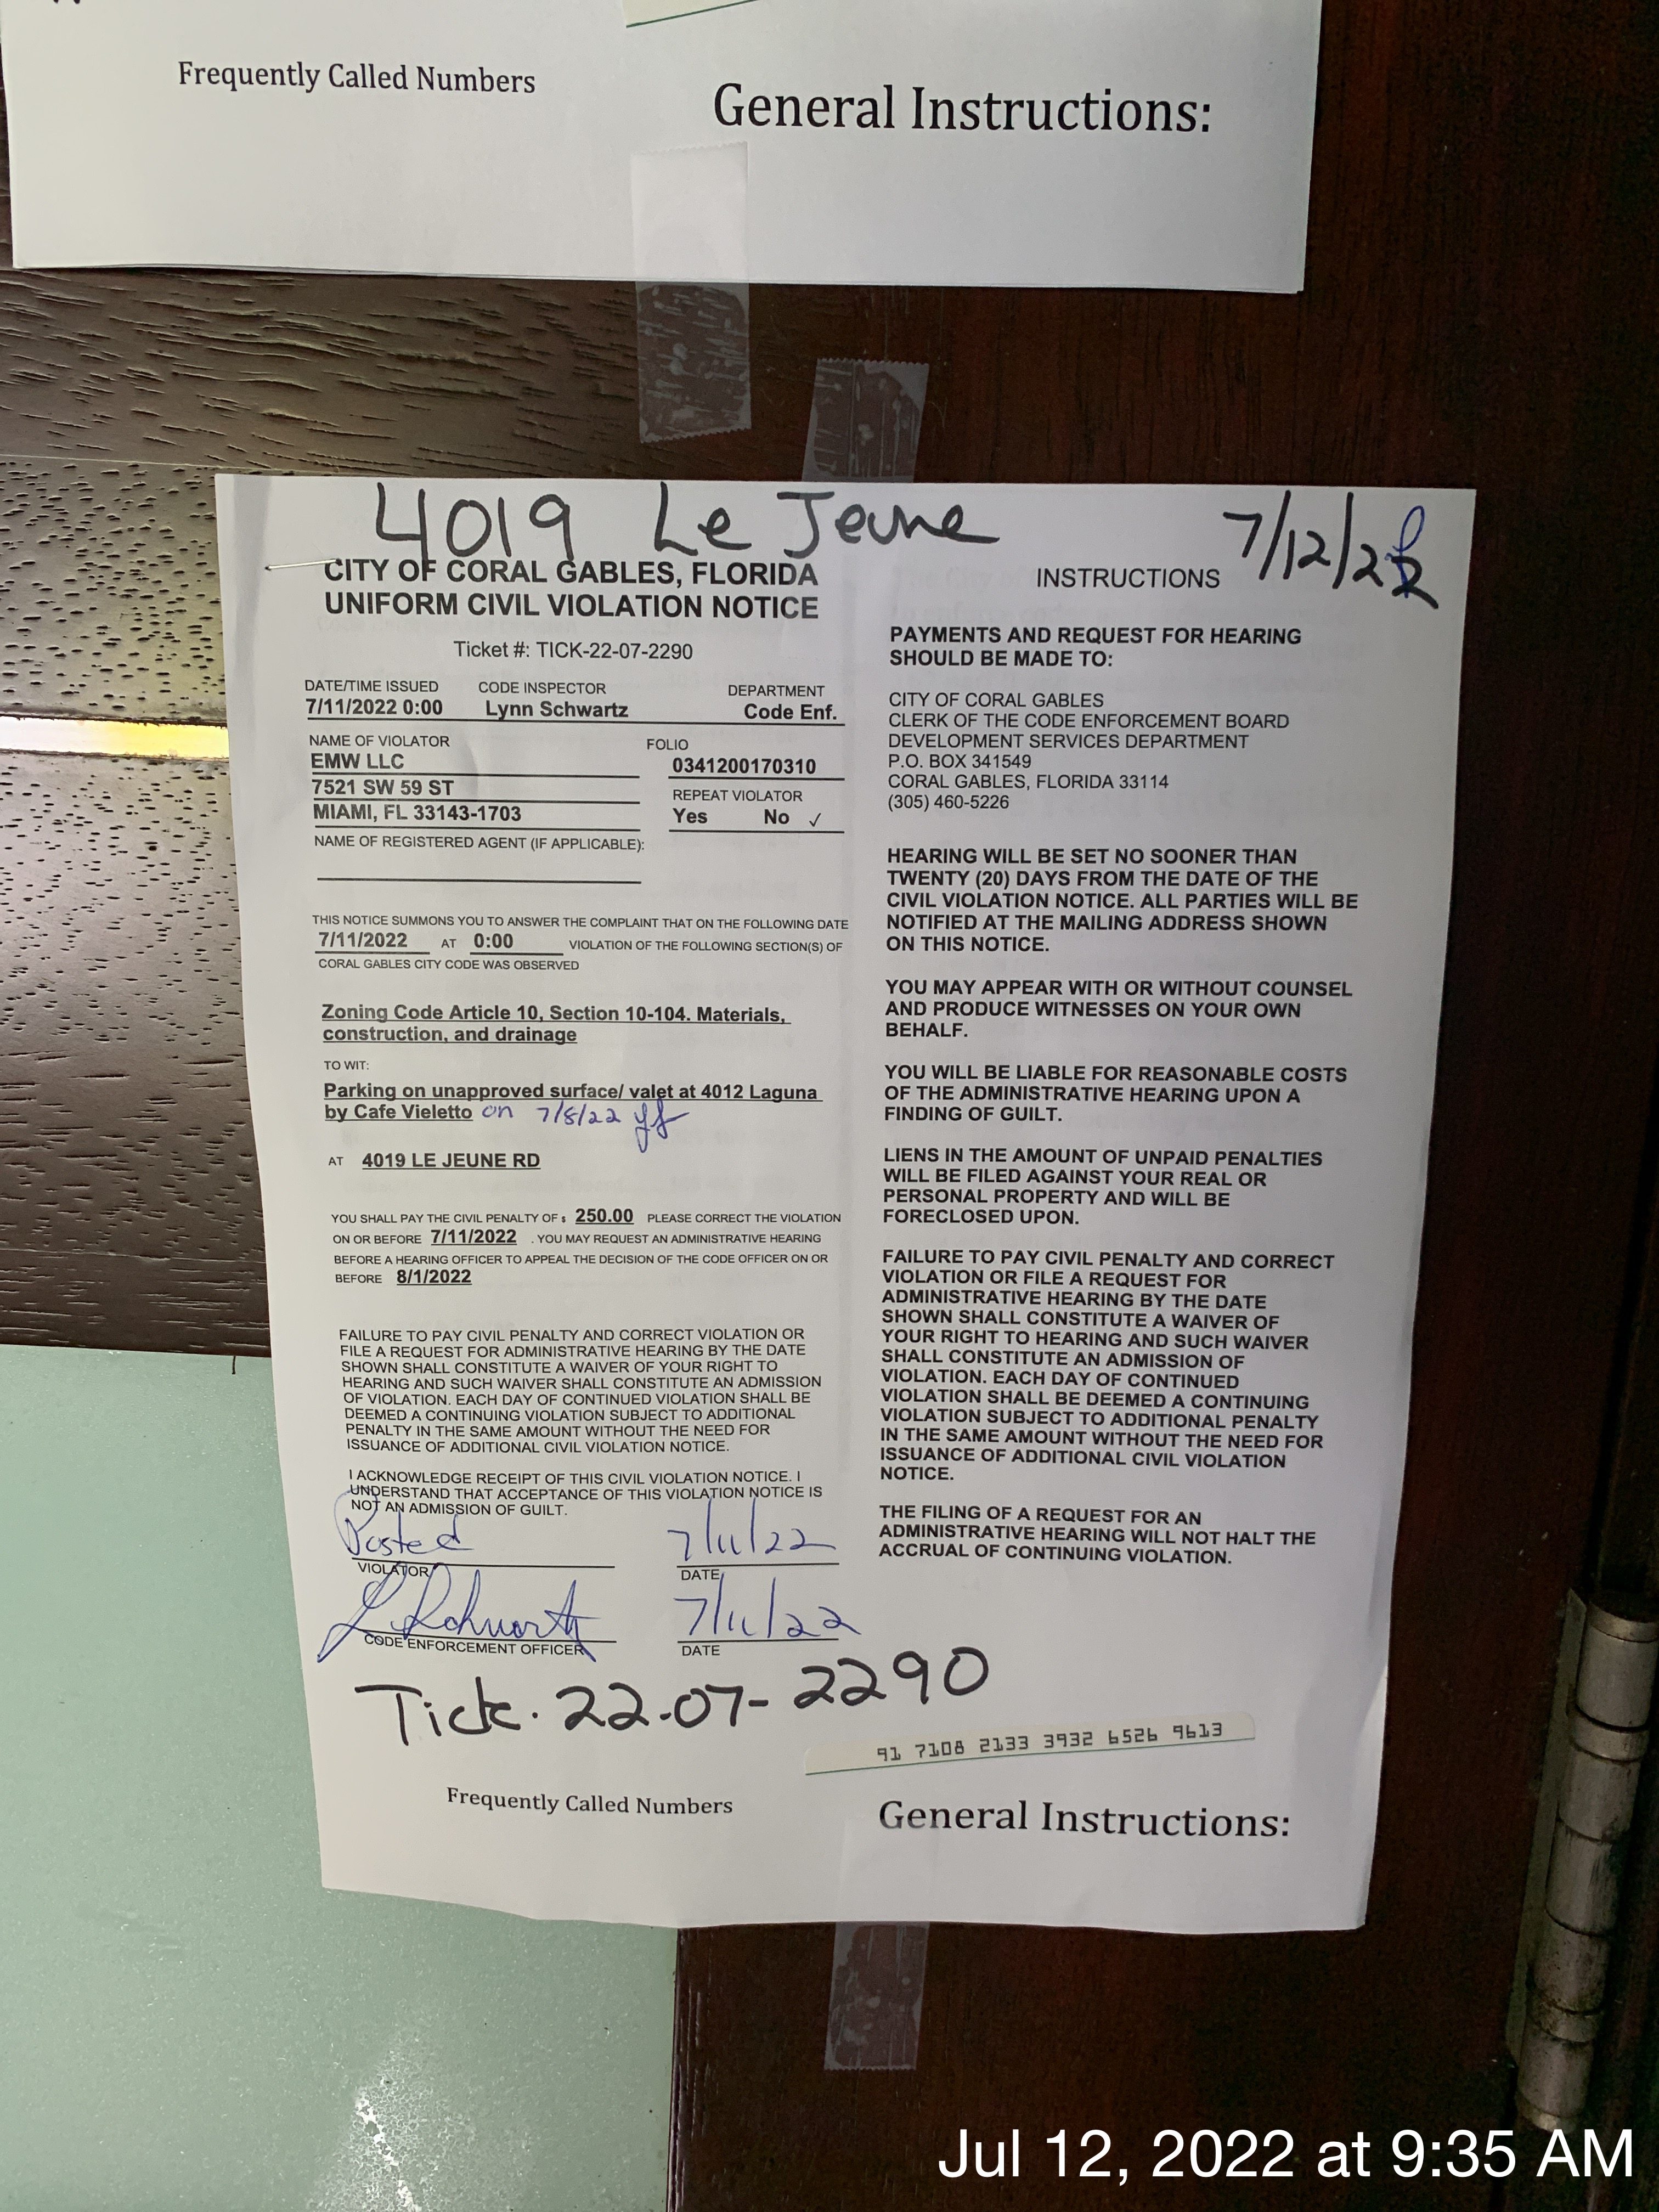 Frequently Called Numbers
General Instructions:
4019 Le Jeune
7/12/22
CITY OF CORAL GABLES, FLORIDA
UNIFORM CIVIL VIOLATION NOTICE
Ticket #: TICK-22-07-2290
DATE/TIME ISSUED CODE INSPECTOR DEPARTMENT
7/11/2022 0:00 Lynn Schwartz Code Enf.
NAME OF VIOLATOR FOLIO
EMW LLC 0341200170310
7521 SW 59 ST REPEAT VIOLATOR
MIAMI, FL 33143-1703 Yes No ✓
NAME OF REGISTERED AGENT (IF APPLICABLE):
THIS NOTICE SUMMONS YOU TO ANSWER THE COMPLAINT THAT ON THE FOLLOWING DATE
7/11/2022 AT 0:00 VIOLATION OF THE FOLLOWING SECTION(S) OF
CORAL GABLES CITY CODE WAS OBSERVED
Zoning Code Article 10, Section 10-104. Materials,
construction, and drainage
TO WIT:
Parking on unapproved surface/ valet at 4012 Laguna
by Cafe Vieletto on 7/8/22
AT 4019 LE JEUNE RD
YOU SHALL PAY THE CIVIL PENALTY OF $ 250.00 PLEASE CORRECT THE VIOLATION
ON OR BEFORE 7/11/2022 . YOU MAY REQUEST AN ADMINISTRATIVE HEARING
BEFORE A HEARING OFFICER TO APPEAL THE DECISION OF THE CODE OFFICER ON OR
BEFORE 8/1/2022
FAILURE TO PAY CIVIL PENALTY AND CORRECT VIOLATION OR
FILE A REQUEST FOR ADMINISTRATIVE HEARING BY THE DATE
SHOWN SHALL CONSTITUTE A WAIVER OF YOUR RIGHT TO
HEARING AND SUCH WAIVER SHALL CONSTITUTE AN ADMISSION
OF VIOLATION. EACH DAY OF CONTINUED VIOLATION SHALL BE
DEEMED A CONTINUING VIOLATION SUBJECT TO ADDITIONAL
PENALTY IN THE SAME AMOUNT WITHOUT THE NEED FOR
ISSUANCE OF ADDITIONAL CIVIL VIOLATION NOTICE.
I ACKNOWLEDGE RECEIPT OF THIS CIVIL VIOLATION NOTICE. I
UNDERSTAND THAT ACCEPTANCE OF THIS VIOLATION NOTICE IS
NOT AN ADMISSION OF GUILT.
Posted 7/11/22
VIOLATOR DATE
7/11/22
CODE ENFORCEMENT OFFICER DATE
INSTRUCTIONS
PAYMENTS AND REQUEST FOR HEARING
SHOULD BE MADE TO:
CITY OF CORAL GABLES
CLERK OF THE CODE ENFORCEMENT BOARD
DEVELOPMENT SERVICES DEPARTMENT
P.O. BOX 341549
CORAL GABLES, FLORIDA 33114
(305) 460-5226
HEARING WILL BE SET NO SOONER THAN
TWENTY (20) DAYS FROM THE DATE OF THE
CIVIL VIOLATION NOTICE. ALL PARTIES WILL BE
NOTIFIED AT THE MAILING ADDRESS SHOWN
ON THIS NOTICE.
YOU MAY APPEAR WITH OR WITHOUT COUNSEL
AND PRODUCE WITNESSES ON YOUR OWN
BEHALF.
YOU WILL BE LIABLE FOR REASONABLE COSTS
OF THE ADMINISTRATIVE HEARING UPON A
FINDING OF GUILT.
LIENS IN THE AMOUNT OF UNPAID PENALTIES
WILL BE FILED AGAINST YOUR REAL OR
PERSONAL PROPERTY AND WILL BE
FORECLOSED UPON.
FAILURE TO PAY CIVIL PENALTY AND CORRECT
VIOLATION OR FILE A REQUEST FOR
ADMINISTRATIVE HEARING BY THE DATE
SHOWN SHALL CONSTITUTE A WAIVER OF
YOUR RIGHT TO HEARING AND SUCH WAIVER
SHALL CONSTITUTE AN ADMISSION OF
VIOLATION. EACH DAY OF CONTINUED
VIOLATION SHALL BE DEEMED A CONTINUING
VIOLATION SUBJECT TO ADDITIONAL PENALTY
IN THE SAME AMOUNT WITHOUT THE NEED FOR
ISSUANCE OF ADDITIONAL CIVIL VIOLATION
NOTICE.
THE FILING OF A REQUEST FOR AN
ADMINISTRATIVE HEARING WILL NOT HALT THE
ACCRUAL OF CONTINUING VIOLATION.
Tick. 22-07-2290
91 7108 2133 3932 6526 9613
Frequently Called Numbers
General Instructions:
Jul 12, 2022 at 9:35 AM